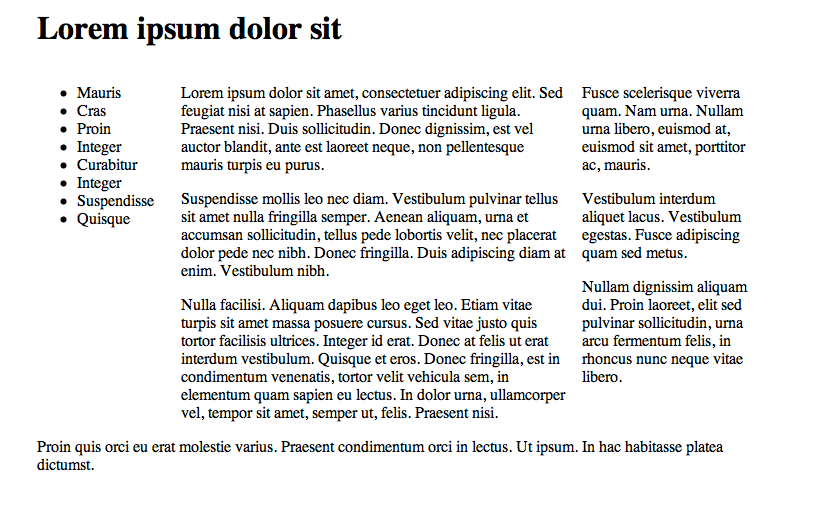 Lorem ipsum dolor sit
Mauris
Cras
Proin
Integer
Curabitur
Integer
Suspendisse
Quisque
Lorem ipsum dolor sit amet, consectetuer adipiscing elit. Sed
feugiat nisi at sapien. Phasellus varius tincidunt ligula.
Praesent nisi. Duis sollicitudin. Donec dignissim, est vel
auctor blandit, ante est laoreet neque, non pellentesque
mauris turpis eu purus.
Suspendisse mollis leo nec diam. Vestibulum pulvinar tellus
sit amet nulla fringilla semper. Aenean aliquam, urna et
accumsan sollicitudin, tellus pede lobortis velit, nec placerat
dolor pede nec nibh. Donec fringilla. Duis adipiscing diam at
enim. Vestibulum nibh.
Nulla facilisi. Aliquam dapibus leo eget leo. Etiam vitae
turpis sit amet massa posuere cursus. Sed vitae justo quis
tortor facilisis ultrices. Integer id erat. Donec at felis ut erat
interdum vestibulum. Quisque et eros. Donec fringilla, est in
condimentum venenatis, tortor velit vehicula sem, in
elementum quam sapien eu lectus. In dolor urna, ullamcorper
vel, tempor sit amet, semper ut, felis. Praesent nisi.
Fusce scelerisque viverra
quam. Nam urna. Nullam
urna libero, euismod at,
euismod sit amet, porttitor
ac, mauris.
Vestibulum interdum
aliquet lacus. Vestibulum
egestas. Fusce adipiscing
quam sed metus.
Nullam dignissim aliquam
dui. Proin laoreet, elit sed
pulvinar sollicitudin, urna
arcu fermentum felis, in
rhoncus nunc neque vitae
libero.
Proin quis orci eu erat molestie varius. Praesent condimentum orci in lectus. Ut ipsum. In hac habitasse platea
dictumst.